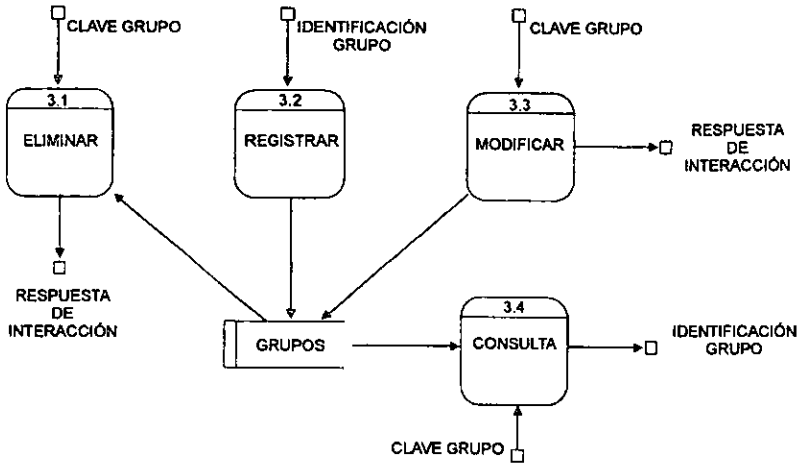 CLAVE GRUPO
IDENTIFICACIÓN
GRUPO
CLAVE GRUPO
3.1
ELIMINAR
3.2
REGISTRAR
3.3
MODIFICAR
RESPUESTA
DE
INTERACCIÓN
RESPUESTA
DE
INTERACCIÓN
GRUPOS
3.4
CONSULTA
IDENTIFICACIÓN
GRUPO
CLAVE GRUPO